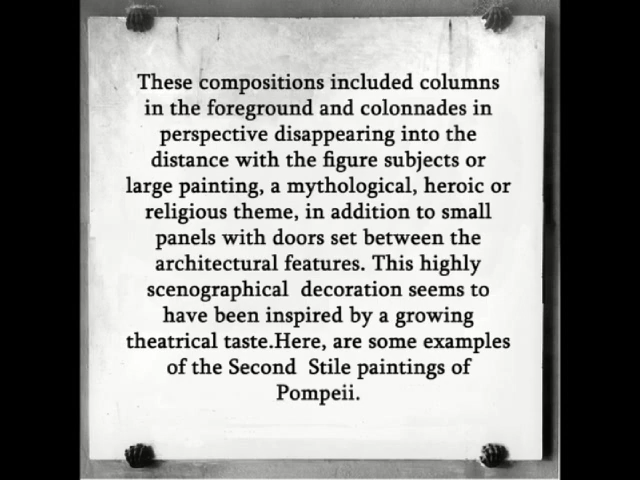 These compositions included columns
in the foreground and colonnades in
perspective disappearing into the
distance with the figure subjects or
large painting, a mythological, heroic or
religious theme, in addition to small
panels with doors set between the
architectural features. This highly
scenographical  decoration seems to
have been inspired by a growing
theatrical taste.Here, are some examples
of the Second  Stile paintings of
Pompeii.